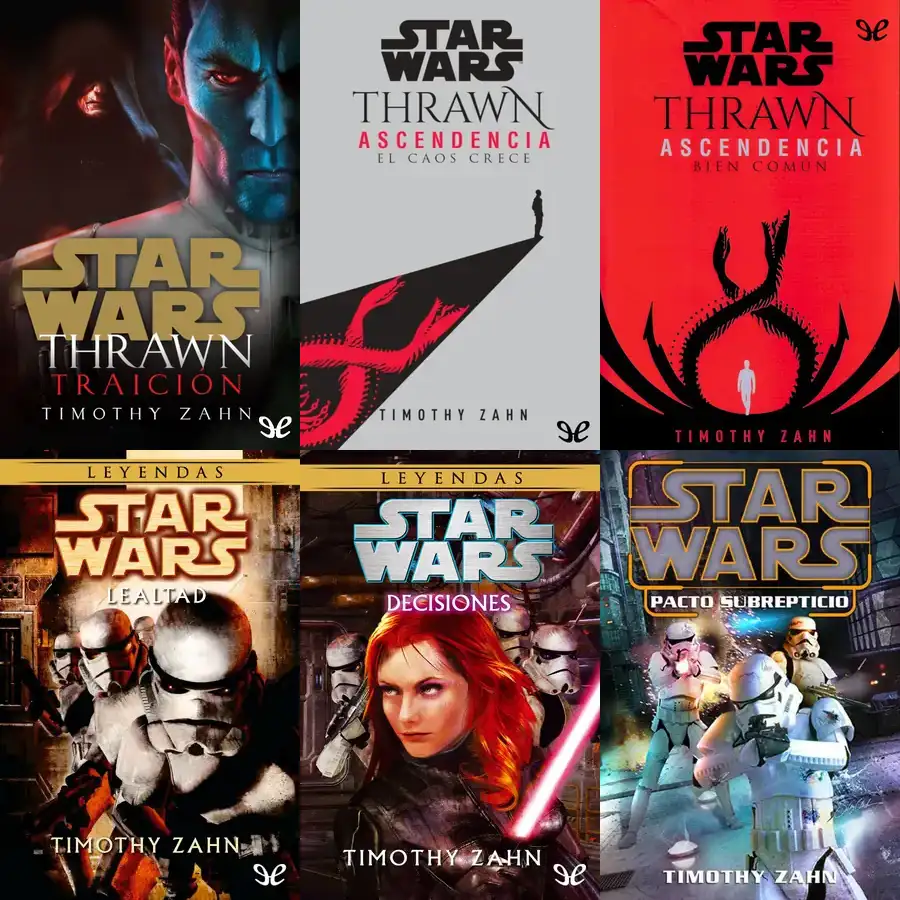 STAR
WARS
THRAWN
TRAICIÓN
TIMOTHY ZAHN
STAR
WARS
THRAWN
ASCENDENCIA
EL CAOS CRECE
TIMOTHY ZAHN
STAR
WARS
THRAWN
ASCENDENCIA
BIEN COMÚN
TIMOTHY ZAHN
LEYENDAS
STAR
WARS
LEALTAD
TIMOTHY ZAHN
LEYENDAS
STAR
WARS
DECISIONES
TIMOTHY ZAHN
STAR
WARS
PACTO SUBREPTICIO
TIMOTHY ZAHN